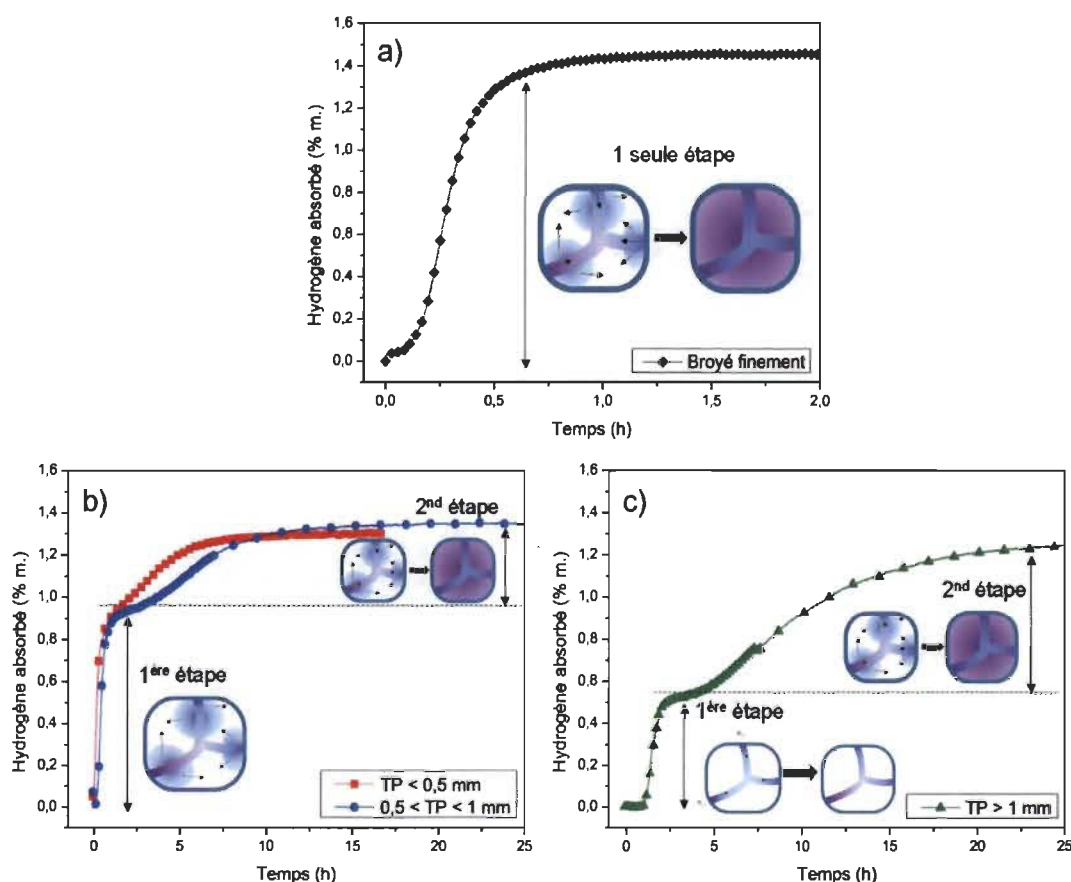 a)
1,6
1,4
1,2
1,0
0,8
0,6
0,4
0,2
0,0
Hydrogène absorbé (% m.)
1 seule étape
Broyé finement
0,0
0,5
1,0
1,5
2,0
Temps (h)
b)
1,6
1,4
1,2
1,0
0,8
0,6
0,4
0,2
0,0
Hydrogène absorbé (% m.)
2nd étape
1ère étape
TP < 0,5 mm
0,5 < TP < 1 mm
0
5
10
15
20
25
Temps (h)
c)
1,6
1,4
1,2
1,0
0,8
0,6
0,4
0,2
0,0
Hydrogène absorbé (% m.)
2nd étape
1ère étape
TP > 1 mm
0
5
10
15
20
25
Temps (h)